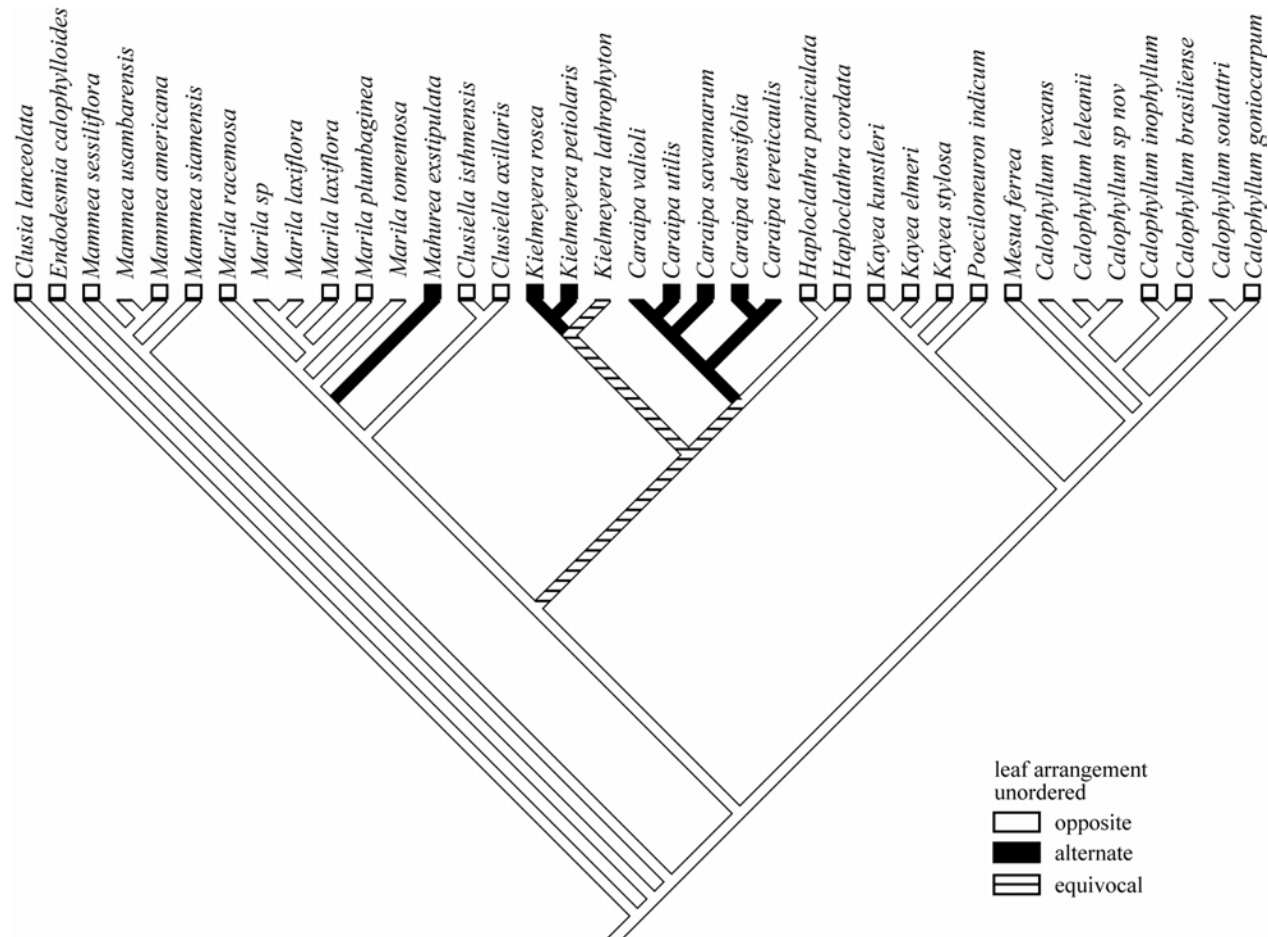 Clusia lanceolata
Endodesmia calophylloides
Mammea sessiliflora
Mammea usambarensis
Mammea americana
Mammea siamensis
Marila racemosa
Marila sp
Marila laxiflora
Marila laxiflora
Marila plumbaginea
Marila tomentosa
Mahurea exstipulata
Clusiella isthmensis
Clusiella axillaris
Kielmeyera rosea
Kielmeyera petiolaris
Kielmeyera lathrophyton
Caraipa valioli
Caraipa utilis
Caraipa savannarum
Caraipa densifolia
Caraipa tereticaulis
Haploclathra paniculata
Haploclathra cordata
Kayea kunstleri
Kayea elmeri
Kayea stylosa
Poeciloneuron indicum
Mesua ferrea
Calophyllum vexans
Calophyllum leleanii
Calophyllum sp nov
Calophyllum inophyllum
Calophyllum brasiliense
Calophyllum soulattri
Calophyllum goniocarpum
leaf arrangement
unordered
opposite
alternate
equivocal